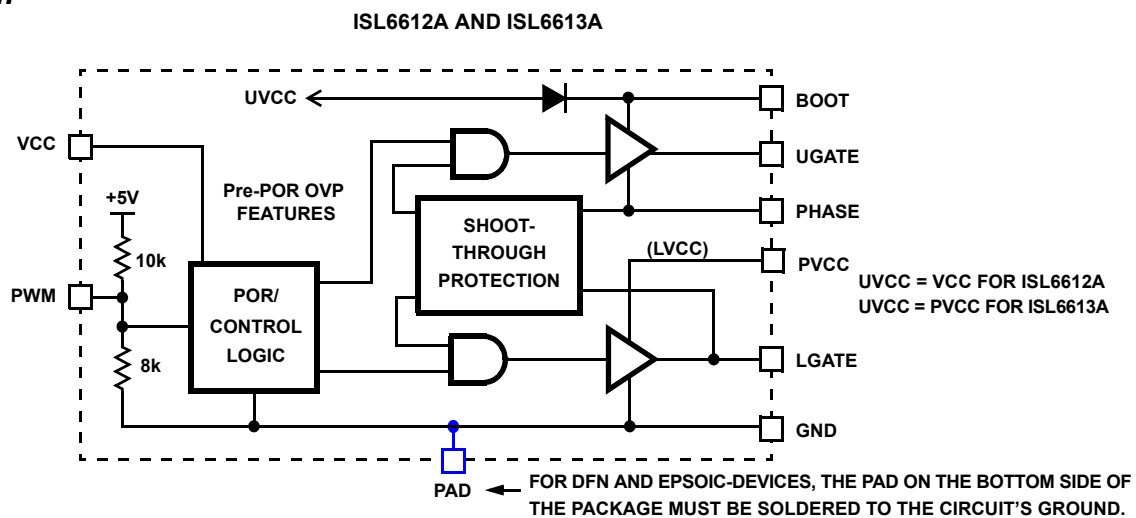 ISL6612A AND ISL6613A
UVCC
BOOT
VCC
UGATE
+5V
Pre-POR OVP
FEATURES
PHASE
SHOOT-
THROUGH
PROTECTION
(LVCC)
10k
PVCC
UVCC = VCC FOR ISL6612A
UVCC = PVCC FOR ISL6613A
PWM
POR/
CONTROL
LOGIC
8k
LGATE
GND
PAD
FOR DFN AND EPSOIC-DEVICES, THE PAD ON THE BOTTOM SIDE OF
THE PACKAGE MUST BE SOLDERED TO THE CIRCUIT'S GROUND.